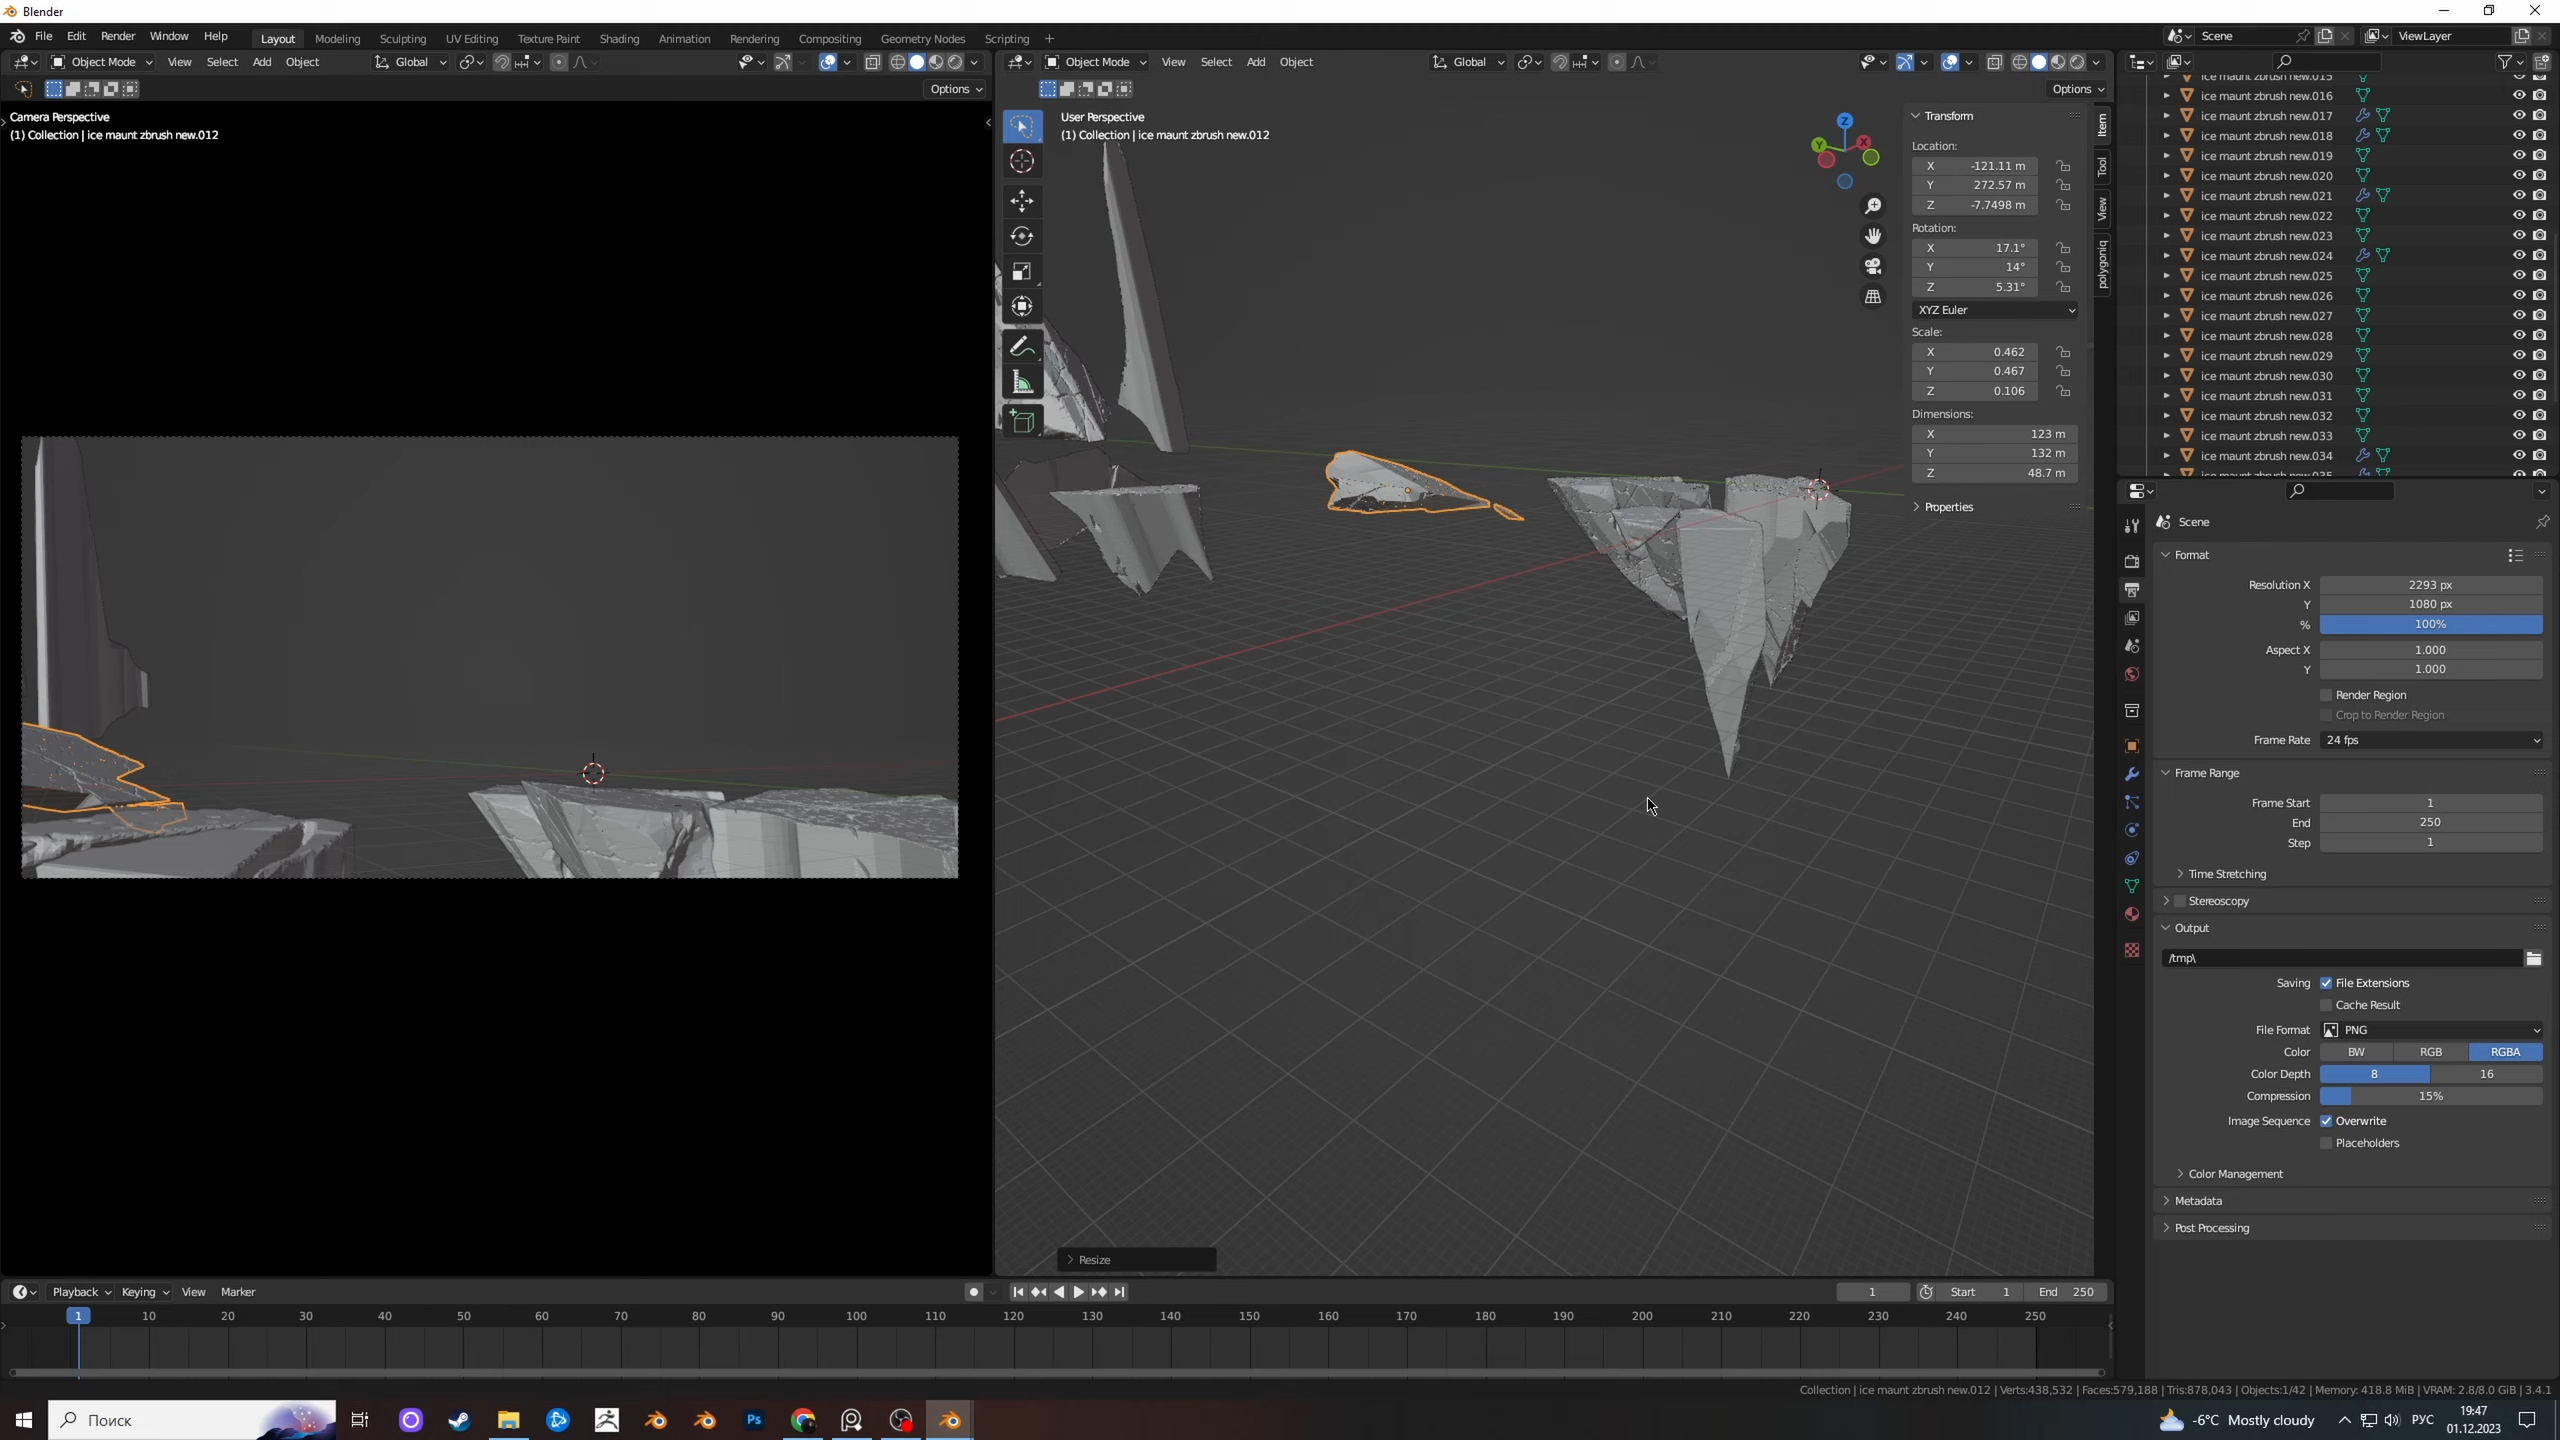 Blender
File Edit Render Window Help Layout Modeling Sculpting UV Editing Texture Paint Shading Animation Rendering Compositing Geometry Nodes Scripting + Scene ViewLayer
Object Mode View Select Add Object Global
Options
Camera Perspective
(1) Collection | ice maunt zbrush new.012
Object Mode View Select Add Object Global
Options
User Perspective
(1) Collection | ice maunt zbrush new.012
Z
Y
X
Transform
Location:
X -121.11 m
Y 272.57 m
Z -7.7498 m
Rotation:
X 17.1°
Y 14°
Z 5.31°
XYZ Euler
Scale:
X 0.462
Y 0.467
Z 0.106
Dimensions:
X 123 m
Y 132 m
Z 48.7 m
Properties
Item
Tool
View
polygoniq
Resize
ice maunt zbrush new.015
ice maunt zbrush new.016
ice maunt zbrush new.017
ice maunt zbrush new.018
ice maunt zbrush new.019
ice maunt zbrush new.020
ice maunt zbrush new.021
ice maunt zbrush new.022
ice maunt zbrush new.023
ice maunt zbrush new.024
ice maunt zbrush new.025
ice maunt zbrush new.026
ice maunt zbrush new.027
ice maunt zbrush new.028
ice maunt zbrush new.029
ice maunt zbrush new.030
ice maunt zbrush new.031
ice maunt zbrush new.032
ice maunt zbrush new.033
ice maunt zbrush new.034
ice maunt zbrush new.035
Scene
Format
Resolution X 2293 px
Y 1080 px
% 100%
Aspect X 1.000
Y 1.000
Render Region
Crop to Render Region
Frame Rate 24 fps
Frame Range
Frame Start 1
End 250
Step 1
Time Stretching
Stereoscopy
Output
/tmp\
Saving File Extensions
Cache Result
File Format PNG
Color BW RGB RGBA
Color Depth 8 16
Compression 15%
Image Sequence Overwrite
Placeholders
Color Management
Metadata
Post Processing
Playback Keying View Marker 1 Start 1 End 250
1 10 20 30 40 50 60 70 80 90 100 110 120 130 140 150 160 170 180 190 200 210 220 230 240 250
Collection | ice maunt zbrush new.012 | Verts:438,532 | Faces:579,188 | Tris:878,043 | Objects:1/42 | Memory: 418.8 MiB | VRAM: 2.8/8.0 GiB | 3.4.1
Поиск
Ps
-6°C Mostly cloudy
РУС
19:47
01.12.2023